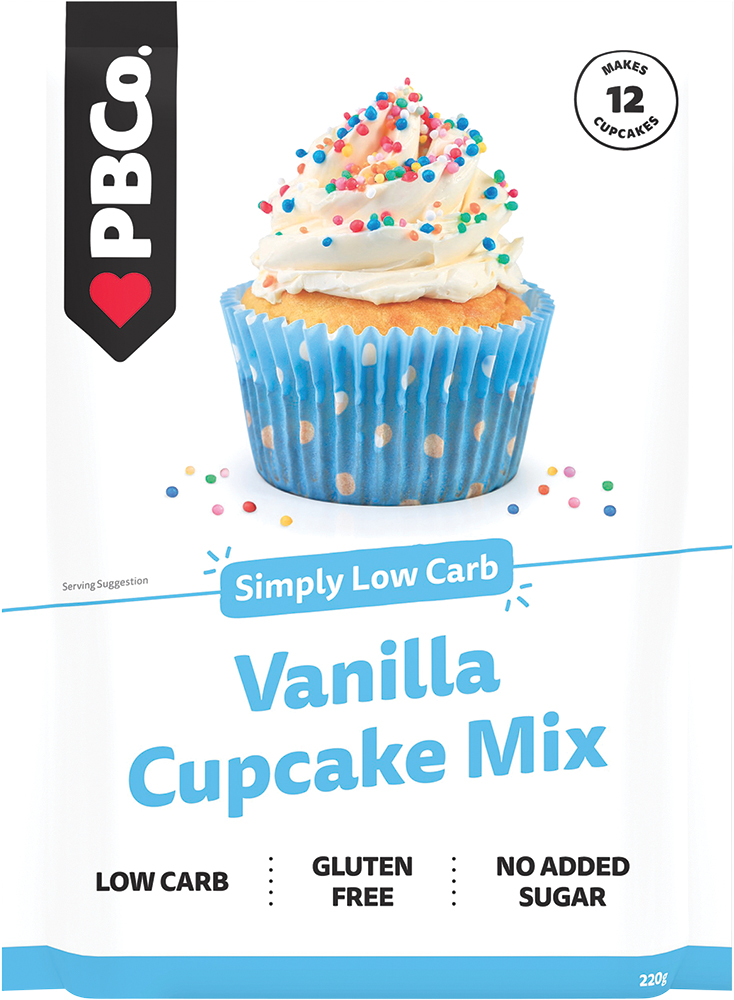 PBCo.
MAKES
12
CUPCAKES
Serving Suggestion
Simply Low Carb
Vanilla
Cupcake Mix
LOW CARB
GLUTEN
FREE
NO ADDED
SUGAR
220g